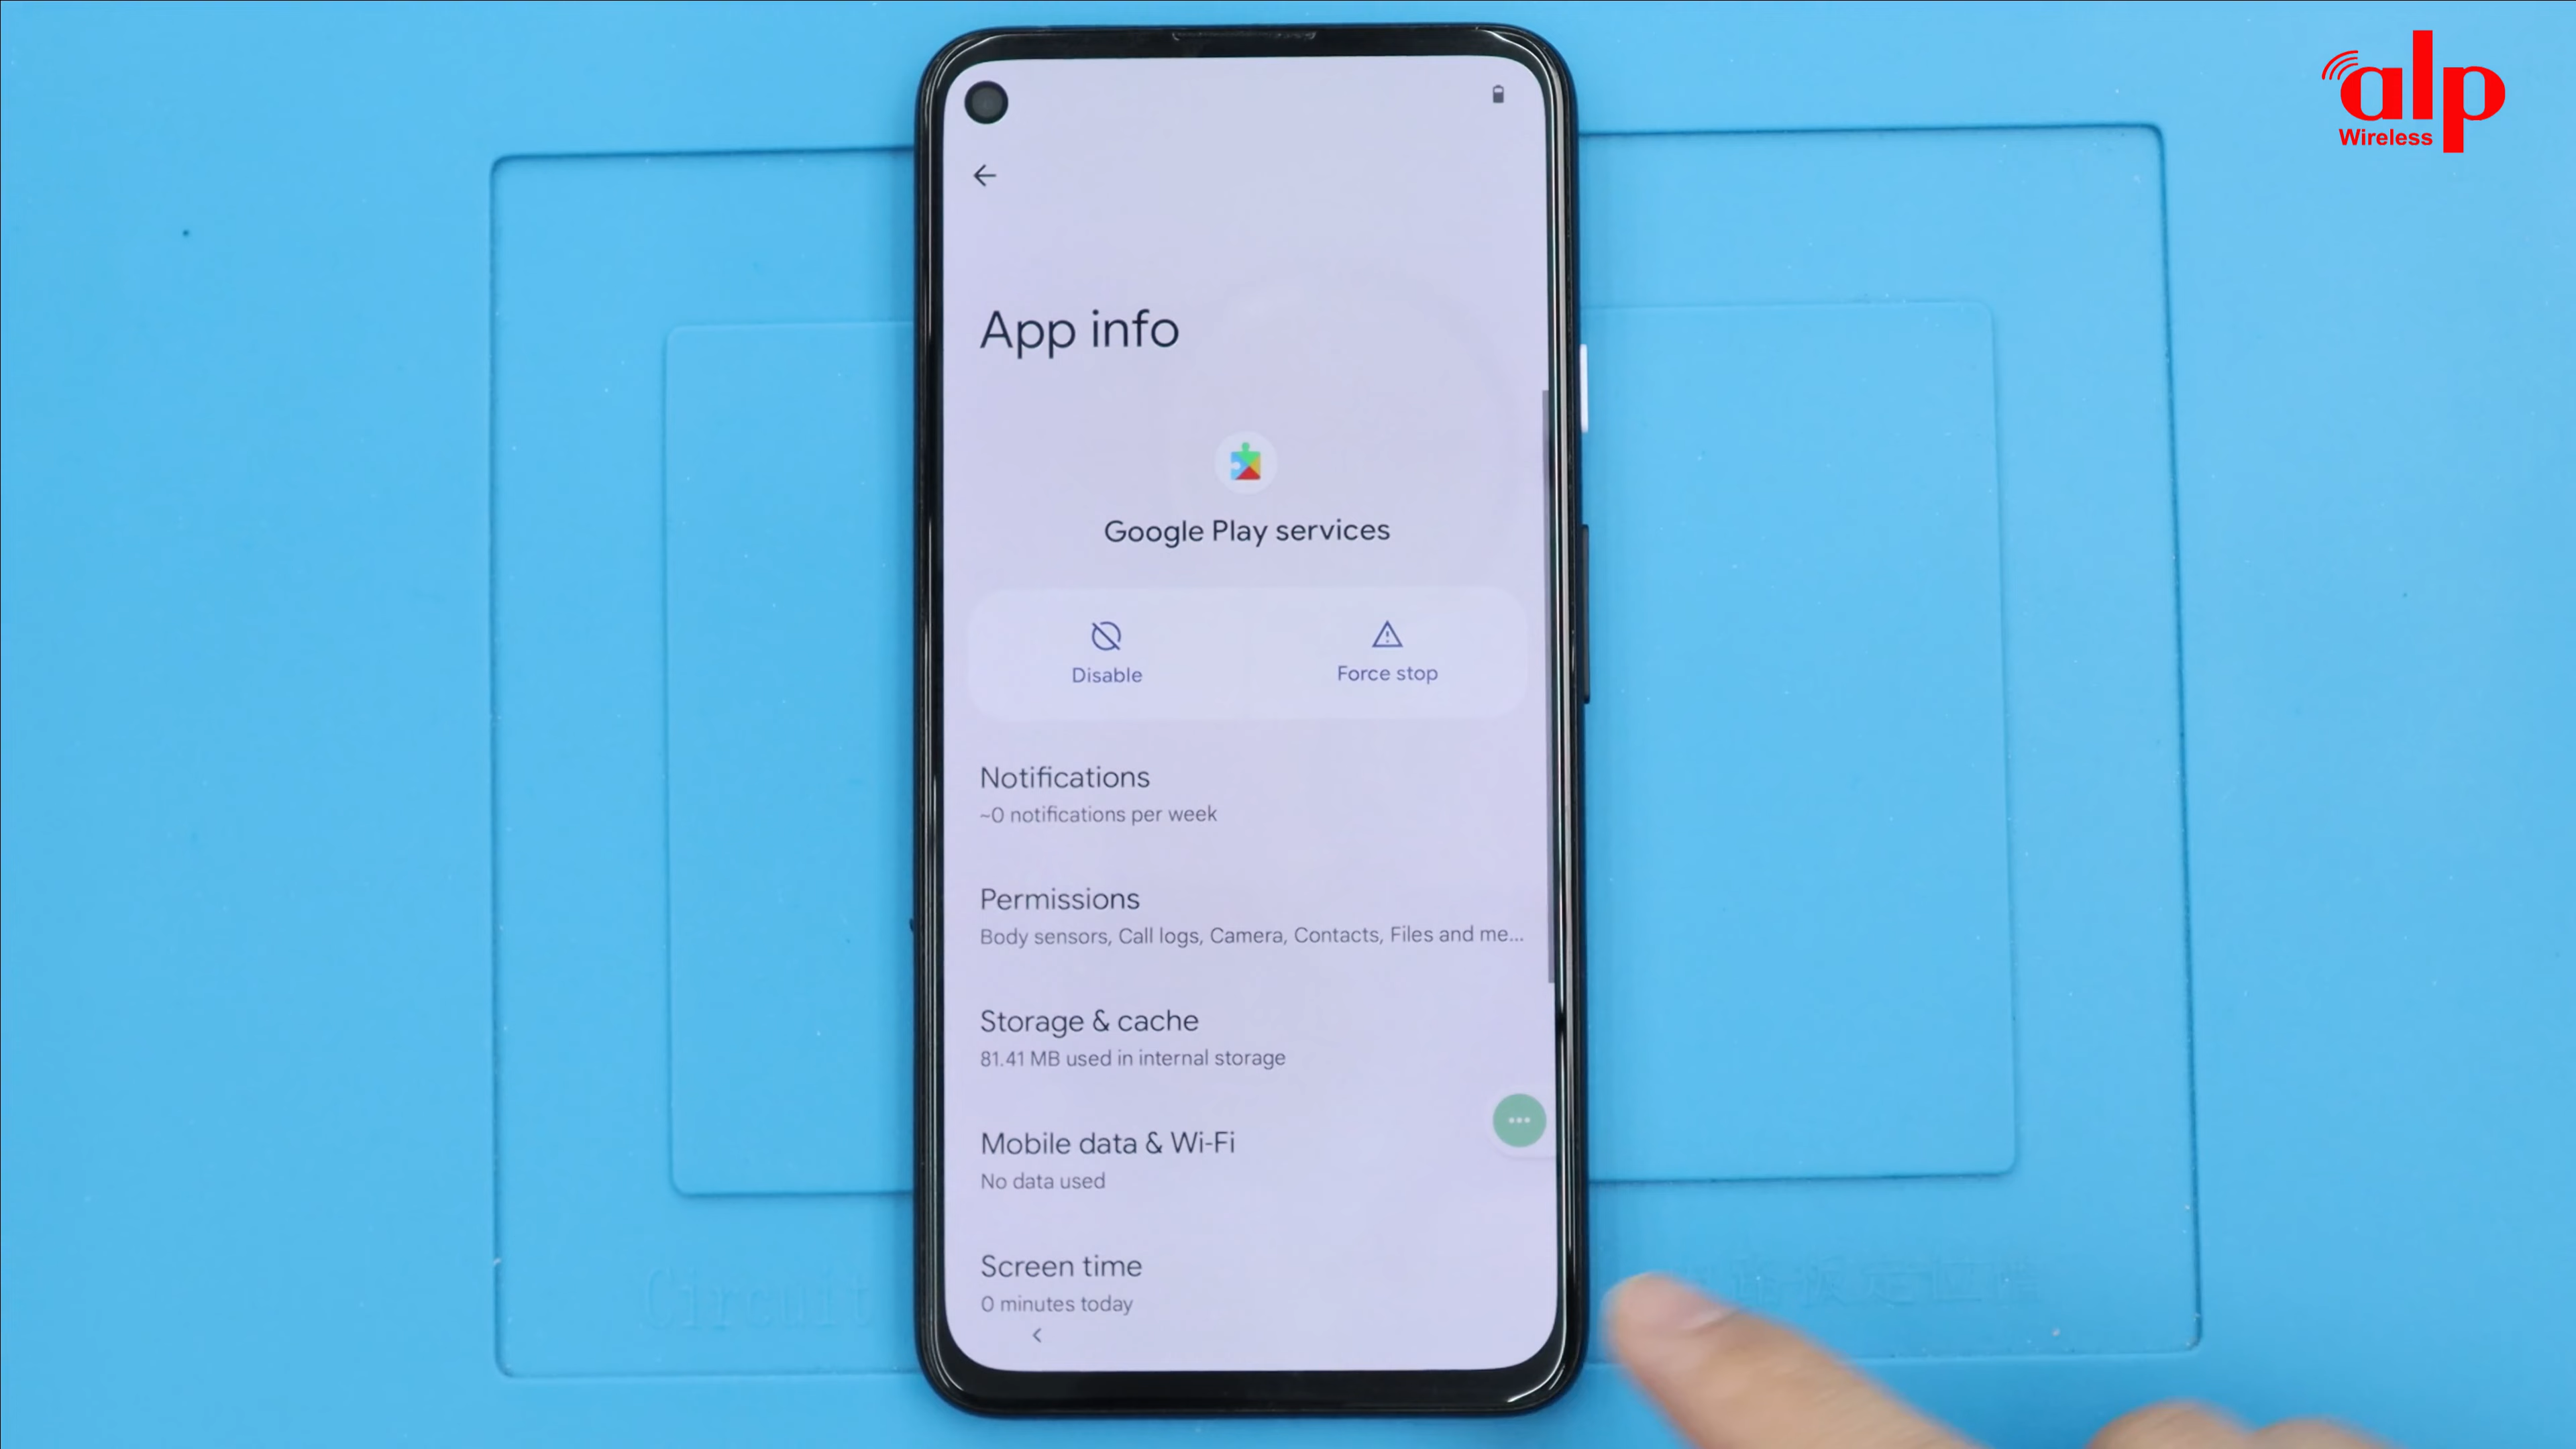 alp
Wireless
App info
Google Play services
Disable
Force stop
Notifications
~0 notifications per week
Permissions
Body sensors, Call logs, Camera, Contacts, Files and me...
Storage & cache
81.41 MB used in internal storage
Mobile data & Wi-Fi
No data used
Screen time
0 minutes today
Circuit